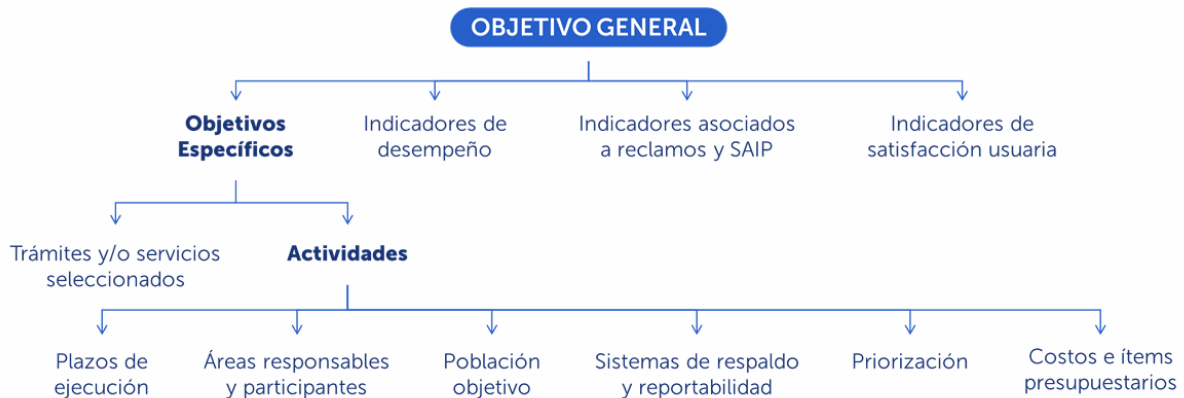 OBJETIVO GENERAL
Objetivos
Específicos
Indicadores de
desempeño
Indicadores asociados
a reclamos y SAIP
Indicadores de
satisfacción usuaria
Trámites y/o servicios
seleccionados
Actividades
Plazos de
ejecución
Áreas responsables
y participantes
Población
objetivo
Sistemas de respaldo
y reportabilidad
Priorización
Costos e ítems
presupuestarios